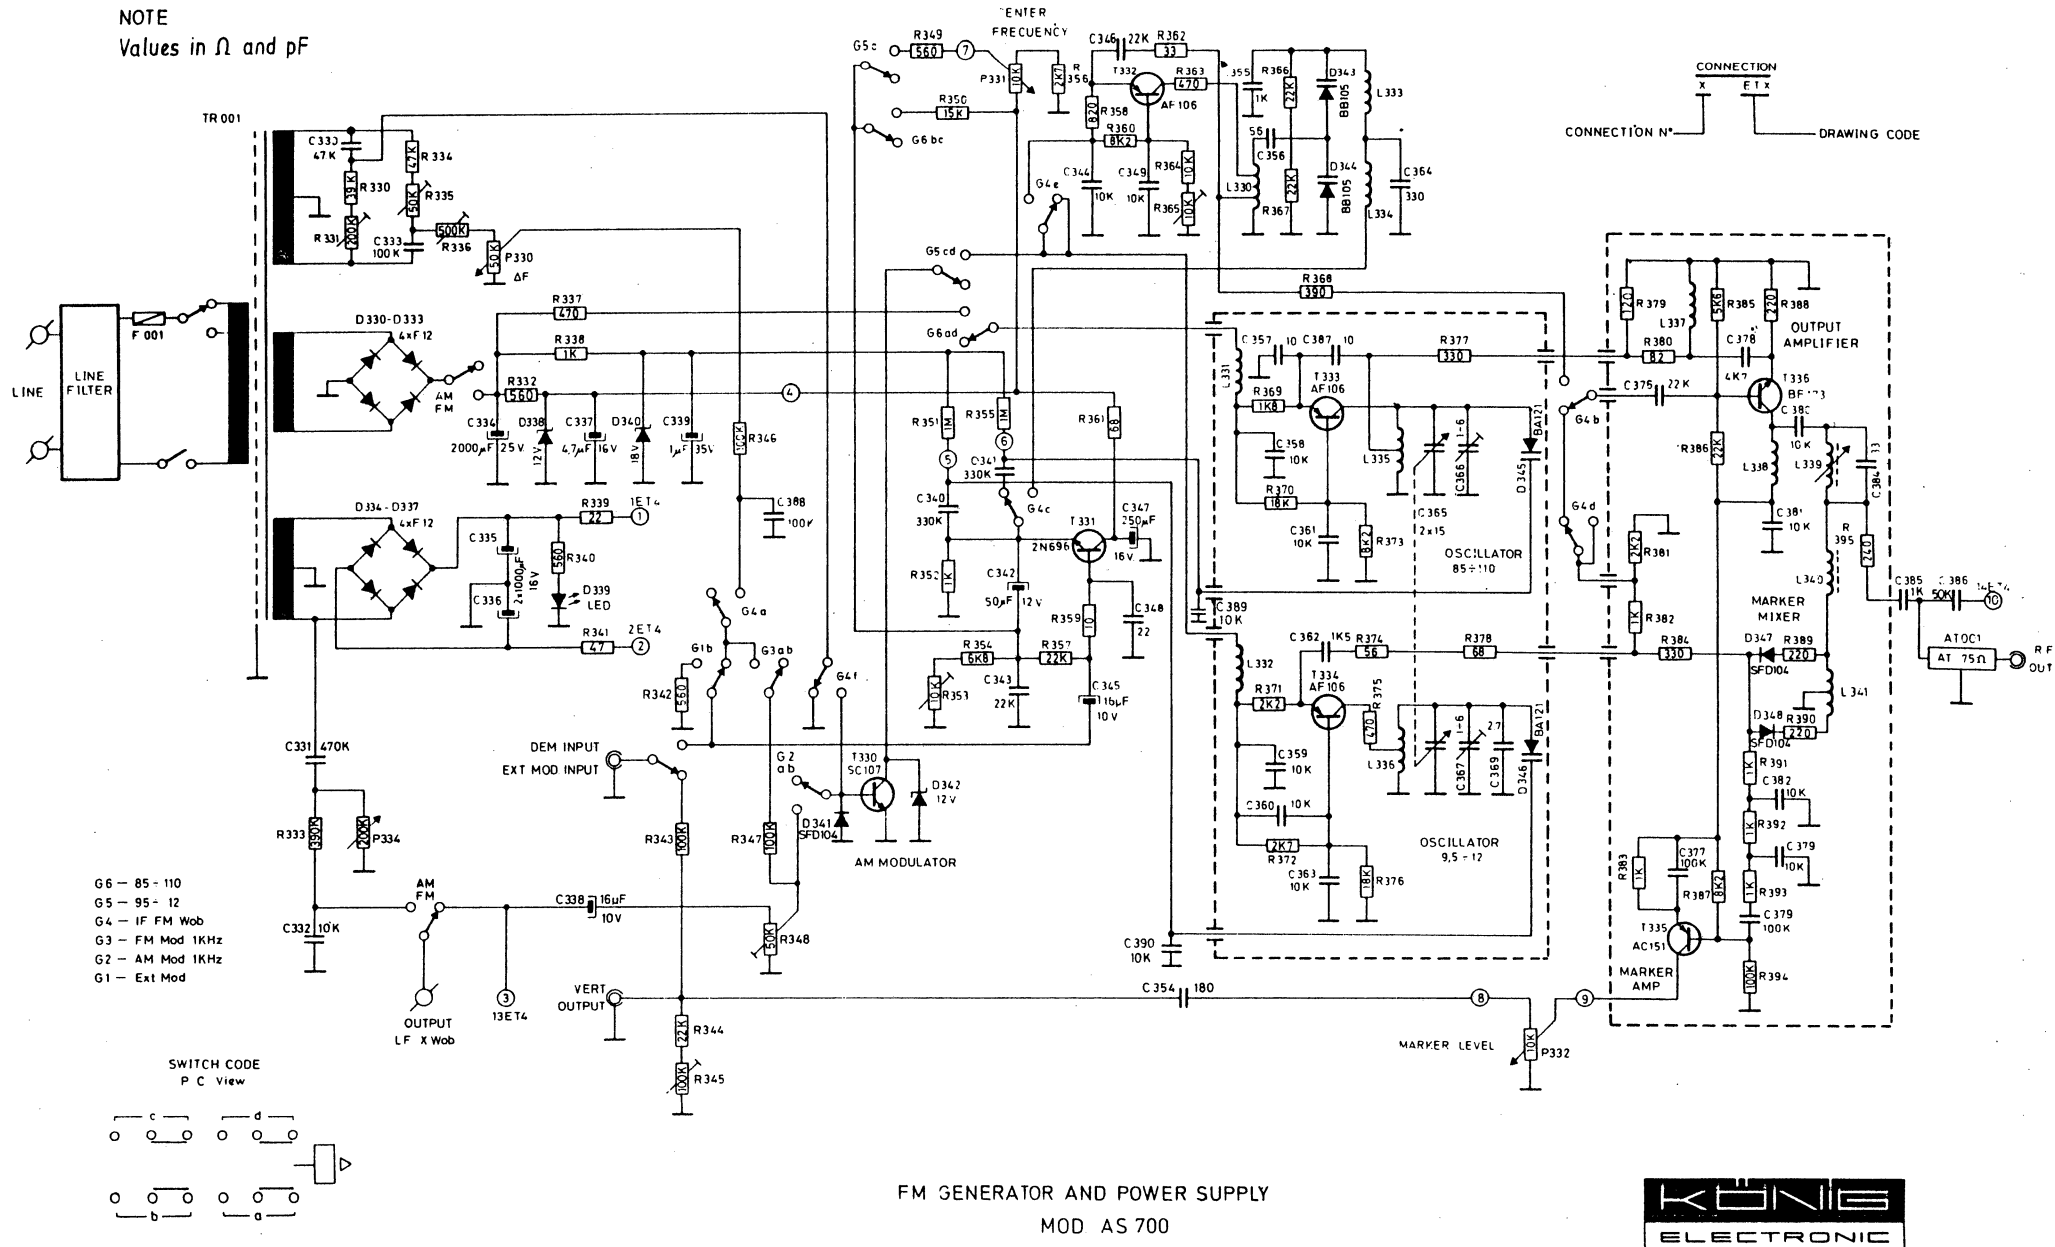 NOTE
Values in Ω and pF
TR 001
C330
47K
R 334
47K
39K
R 330
R 335
50K
R 331
200K
C333
100K
500K
R 336
50K
P330
ΔF
LINE
LINE
FILTER
F 001
D330-D333
4xF12
AM
FM
R337
470
R338
1K
R332
560
C334
2000µF 25V
D338
12V
C337
4,7µF 16V
D340
18V
C339
1µF 35V
100K
R346
C388
100K
D334-D337
4xF12
C335
C336
2x1000µF
16V
R339
22
1ET4
1
560
R340
D339
LED
R341
47
2ET4
2
C331
470K
R333
390K
200K
P334
C332
10K
AM
FM
OUTPUT
LF X Wob
3
13ET4
G6 – 85÷110
G5 – 95÷12
G4 – IF FM Wob
G3 – FM Mod 1KHz
G2 – AM Mod 1KHz
G1 – Ext Mod
SWITCH CODE
P C View
c
d
b
a
G4a
G1b
G3ab
G4f
R342
560
DEM INPUT
EXT MOD INPUT
R343
100K
R347
100K
G2
ab
D341
SFD104
T330
SC107
D342
12V
AM MODULATOR
C338
16µF
10V
50K
R348
VERT
OUTPUT
22K
R344
100K
R345
G5c
R349
560
7
ENTER
FRECUENCY
P331
10K
2K7
R
356
R350
15K
G6bc
4
C346
22K
R362
33
T332
AF106
R363
470
820
R358
R360
8K2
R364
10K
R365
10K
C344
10K
C349
10K
G4e
355
1K
R366
22K
56
C356
L330
22K
R367
D343
BB105
D344
BB105
L333
L334
C364
330
R368
390
G5cd
G6ad
R351
1M
R355
1M
6
5
C341
330K
C340
330K
G4c
R361
68
T331
2N696
C347
250µF
16V
R352
1K
C342
50µF 12V
R359
10
C348
22
R354
6K8
R357
22K
10K
R353
C343
22K
C345
16µF
10V
C389
10K
C390
10K
C354
180
8
9
MARKER LEVEL
10K
P332
C357
10
C387
10
R377
330
L331
R369
1K8
T333
AF106
C358
10K
R370
18K
C361
10K
8K2
R373
L335
C365
2x15
1-6
C366
BA121
D345
OSCILLATOR
85÷110
L332
C362
1K5
R374
56
R378
68
R371
2K2
T334
AF106
R375
470
L336
1-6
C367
2.7
C369
BA121
D346
C359
10K
C360
10K
R372
2K7
C363
10K
18K
R376
OSCILLATOR
9,5÷12
G4b
G4d
CONNECTION
X
ETX
CONNECTION Nº
DRAWING CODE
120
R379
L337
5K6
R385
220
R388
OUTPUT
AMPLIFIER
R380
82
C378
4K7
C375
22K
T336
R386
22K
10K
L338
L339
33
C384
C381
10K
R
395
240
2K2
R381
1K
R382
L340
MARKER
MIXER
R384
330
D347
SFD104
R389
220
L341
D348
SFD104
R390
220
1K
R391
C382
10K
1K
R392
C379
10K
1K
R393
C379
100K
R383
1K
C377
100K
R387
8K2
T335
AC151
MARKER
AMP
100K
R394
C385
1K
C386
50K
14ET4
10
ATOC1
AT 75Ω
RF
OUT
FM GENERATOR AND POWER SUPPLY
MOD. AS 700
KÖNIG
ELECTRONIC